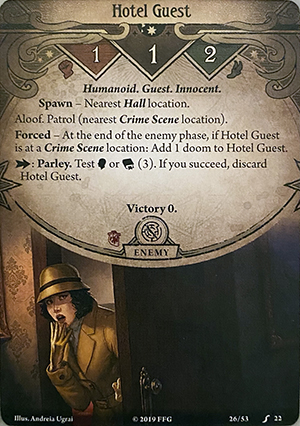 Hotel Guest
1 1 2
Humanoid. Guest. Innocent.
Spawn – Nearest Hall location.
Aloof. Patrol (nearest Crime Scene location).
Forced – At the end of the enemy phase, if Hotel Guest
is at a Crime Scene location: Add 1 doom to Hotel Guest.
: Parley. Test or (3). If you succeed, discard
Hotel Guest.
Victory 0.
ENEMY
Illus. Andreia Ugrai © 2019 FFG 26/53 22